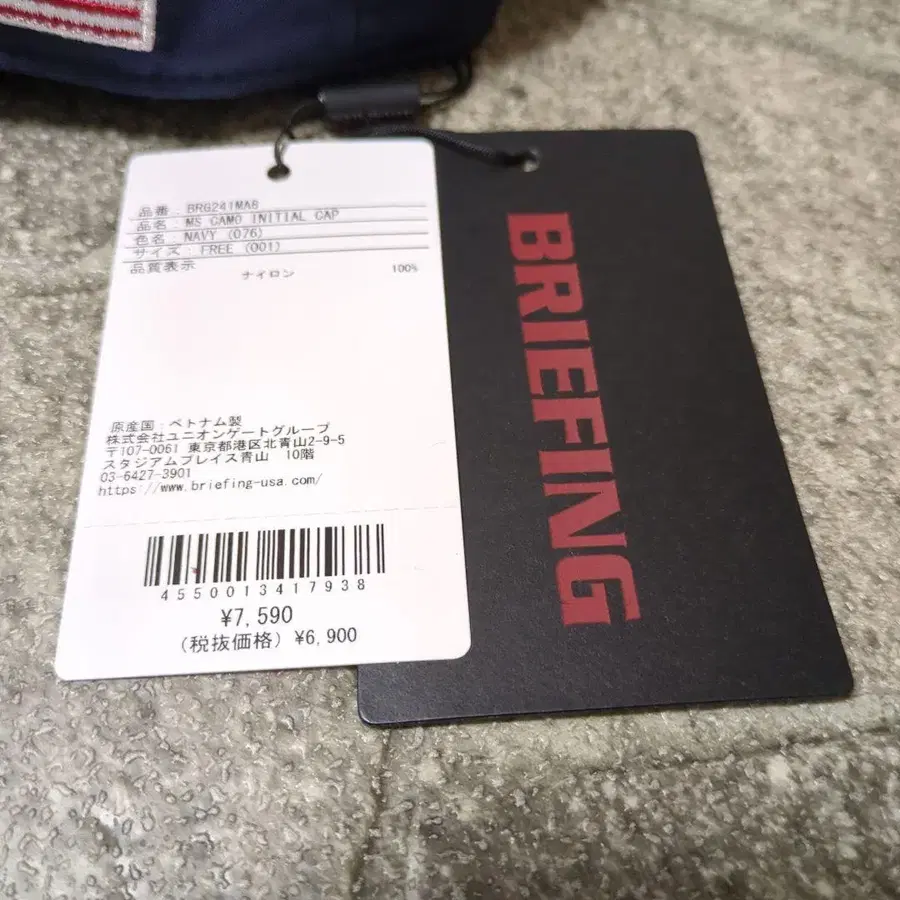 品番 : BRG241MA8
品名 : MS CAMO INITIAL CAP
色名 : NAVY (076)
サイズ : FREE (001)
品質表示
ナイロン 100%
原産国 : ベトナム製
株式会社ユニオンゲートグループ
〒107-0061 東京都港区北青山2-9-5
スタジアムプレイス青山 10階
03-6427-3901
https://www.briefing-usa.com/
4550013417938
¥7,590
(税抜価格) ¥6,900
BRIEFING